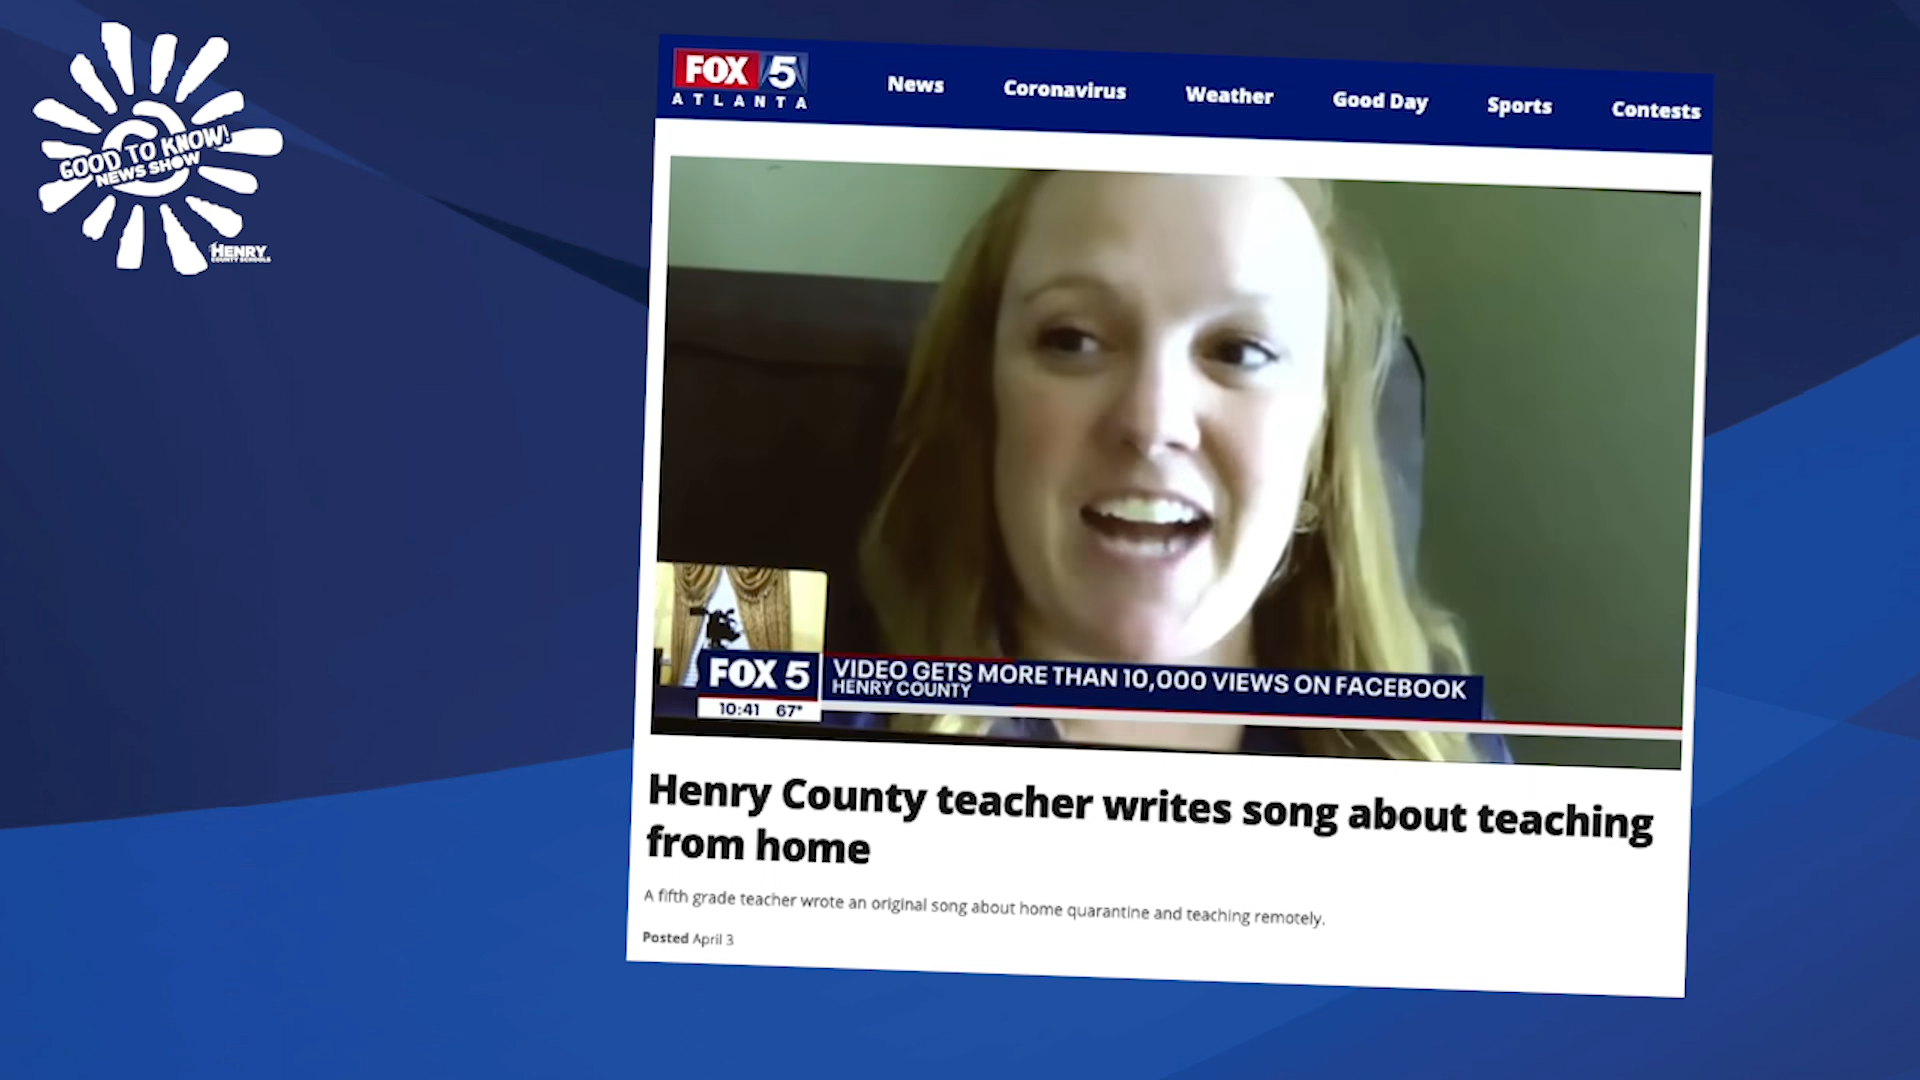 GOOD TO KNOW!
NEWS SHOW
HENRY
COUNTY SCHOOLS
FOX 5
ATLANTA
News
Coronavirus
Weather
Good Day
Sports
Contests
FOX 5
VIDEO GETS MORE THAN 10,000 VIEWS ON FACEBOOK
HENRY COUNTY
10:41 67°
Henry County teacher writes song about teaching
from home
A fifth grade teacher wrote an original song about home quarantine and teaching remotely.
Posted April 3